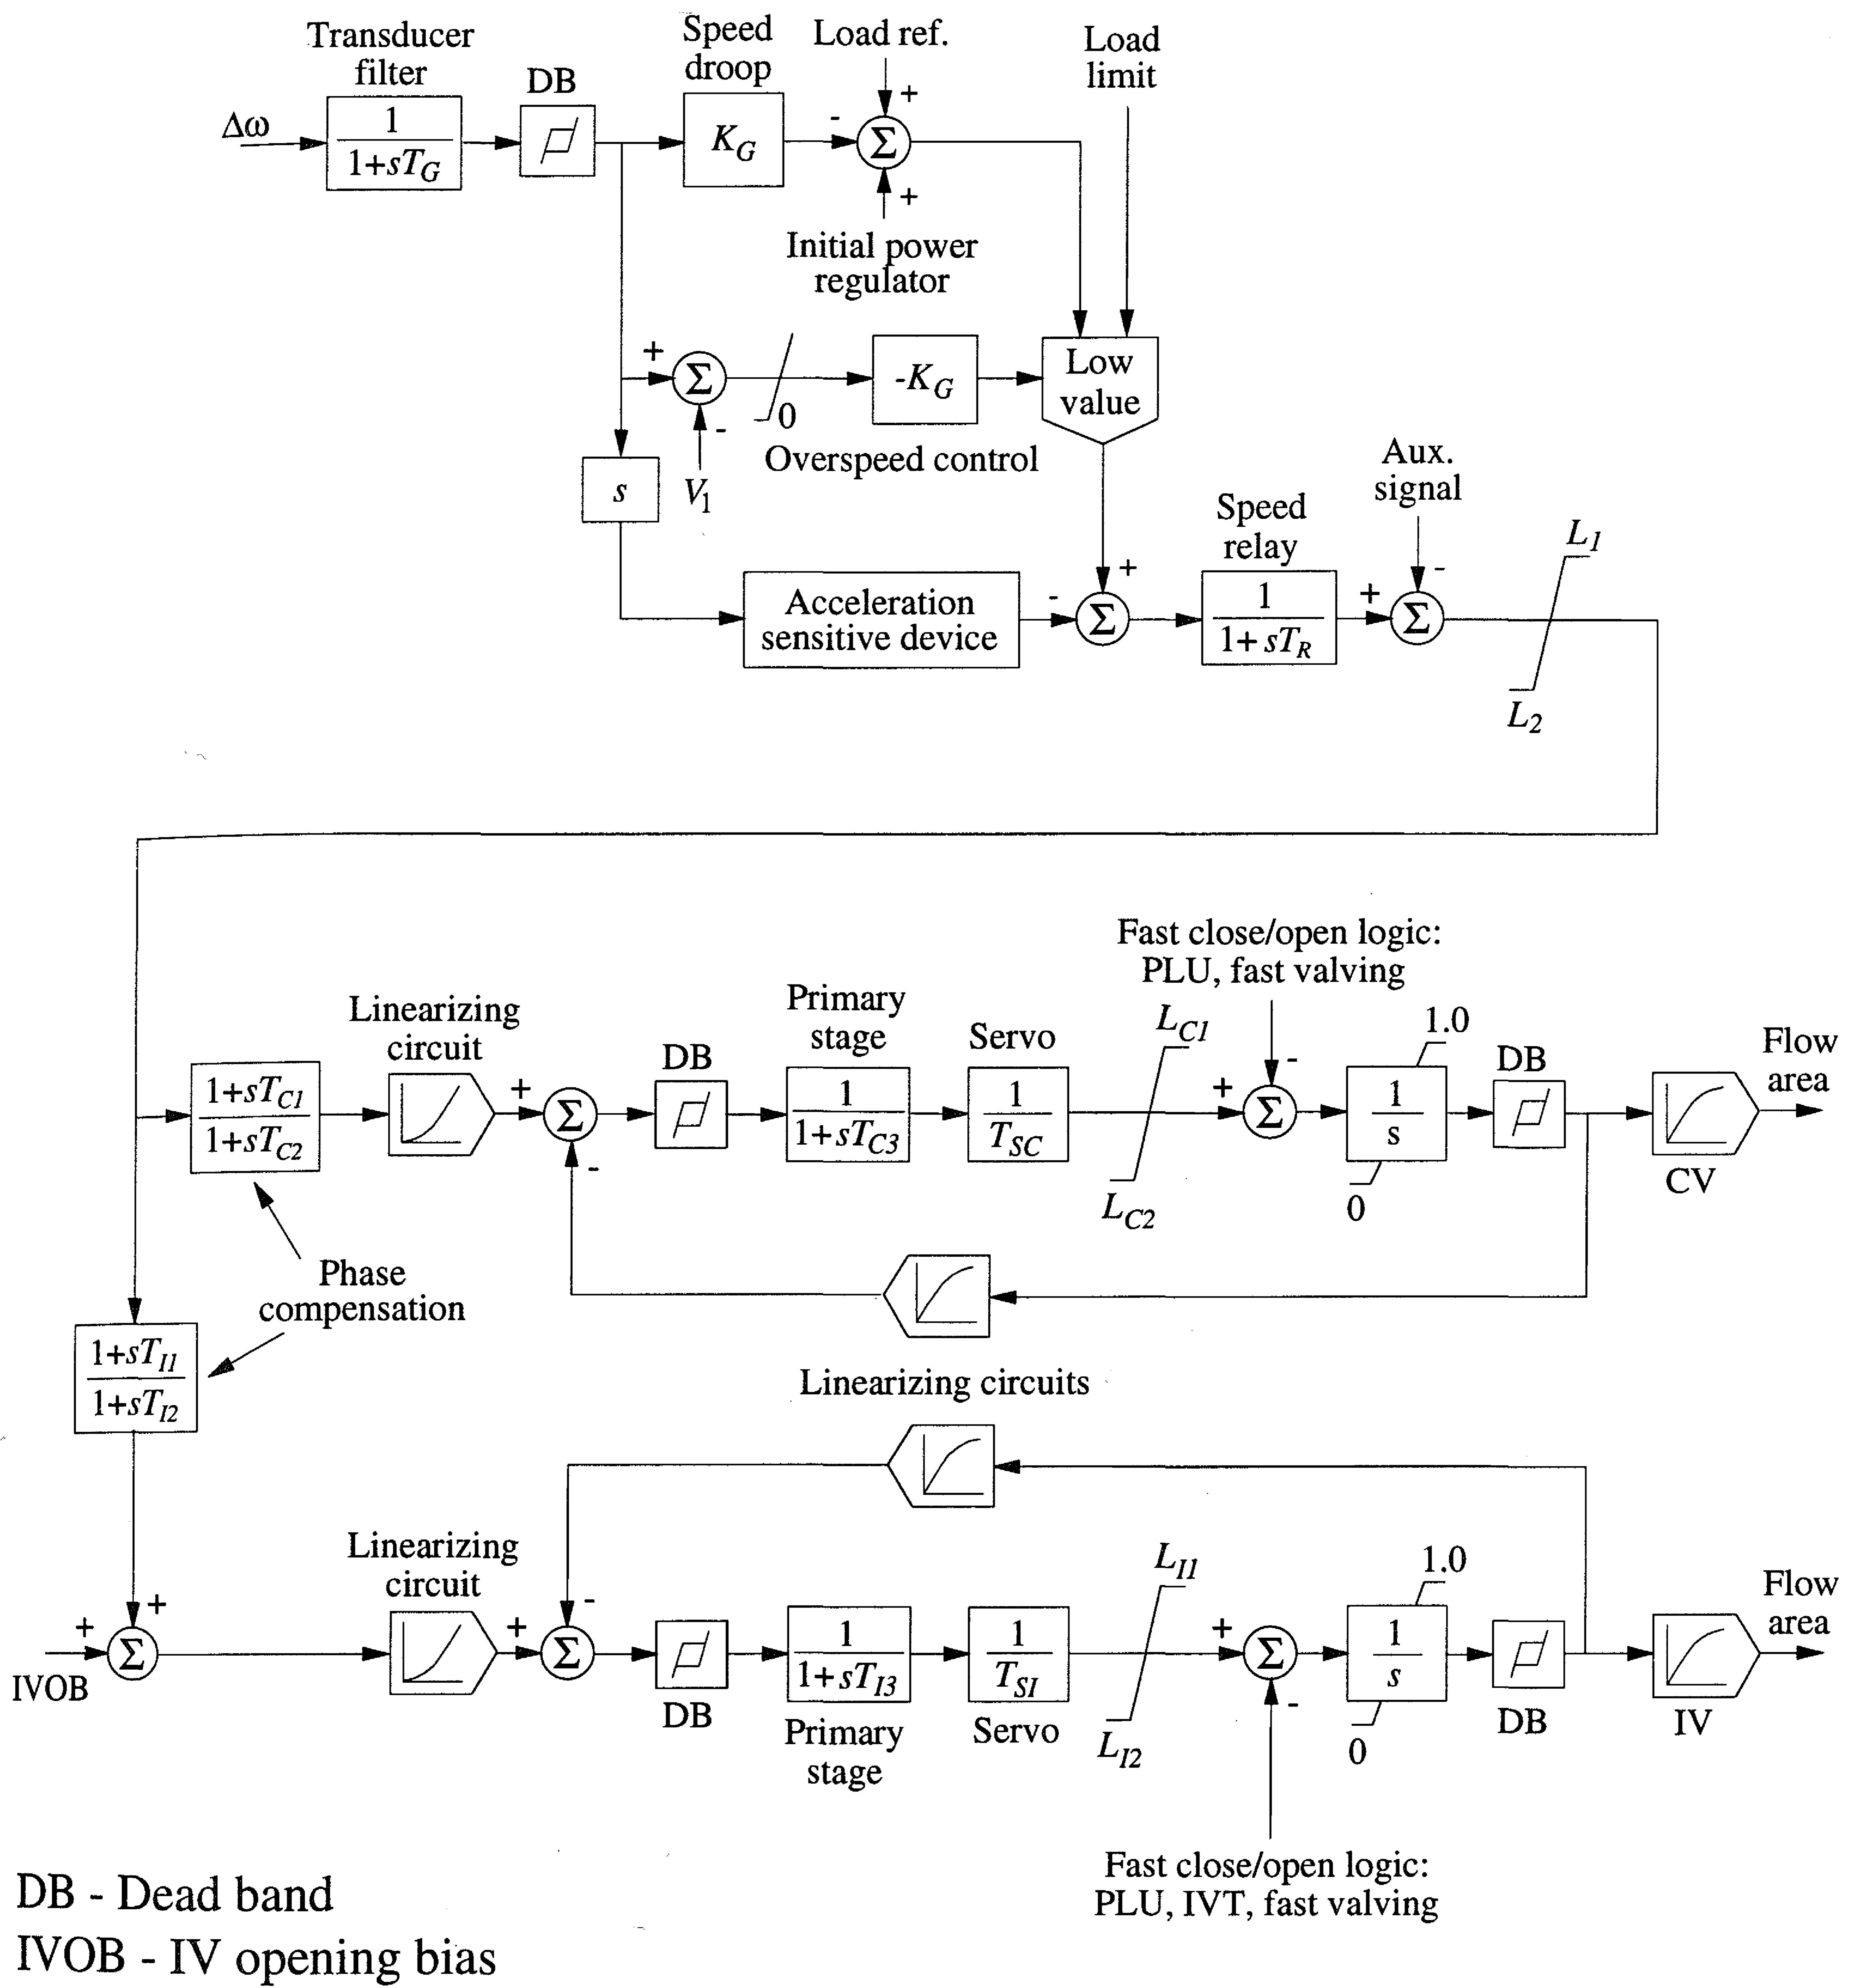 Transducer
filter
DB
Speed
droop
Load ref.
Load
limit
Δω
1
1+sT_G
K_G
-
+
Σ
+
Initial power
regulator
+
Σ
-
V_1
0
-K_G
Overspeed control
Low
value
s
Acceleration
sensitive device
-
+
Σ
Speed
relay
1
1+sT_R
Aux.
signal
+
-
Σ
L_1
L_2
Fast close/open logic:
PLU, fast valving
Linearizing
circuit
Primary
stage
Servo
DB
L_C1
L_C2
1.0
DB
Flow
area
1+sT_C1
1+sT_C2
+
Σ
-
1
1+sT_C3
1
T_SC
+
-
Σ
1
s
0
CV
Phase
compensation
1+sT_I1
1+sT_I2
Linearizing circuits
Linearizing
circuit
+
+
Σ
IVOB
+
-
Σ
DB
1
1+sT_I3
Primary
stage
1
T_SI
Servo
L_I1
L_I2
+
-
Σ
1.0
1
s
0
DB
IV
Flow
area
Fast close/open logic:
PLU, IVT, fast valving
DB - Dead band
IVOB - IV opening bias